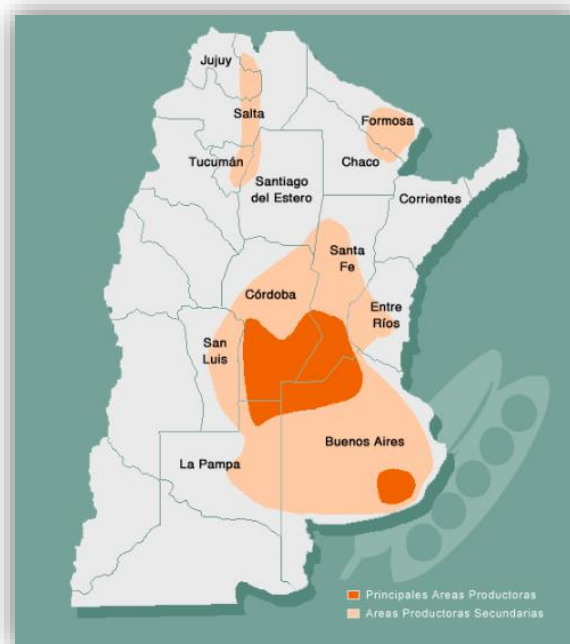 Jujuy
Salta
Formosa
Tucumán
Chaco
Santiago
del Estero
Corrientes
Santa
Fe
Córdoba
Entre
Ríos
San
Luis
Buenos Aires
La Pampa
Principales Areas Productoras
Areas Productoras Secundarias